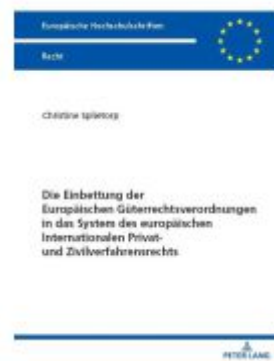 Europäische Hochschulschriften
Recht
Christine Spletorp
Die Einbettung der
Europäischen Güterrechtsverordnungen
in das System des europäischen
Internationalen Privat-
und Zivilverfahrensrechts
PETER LANG